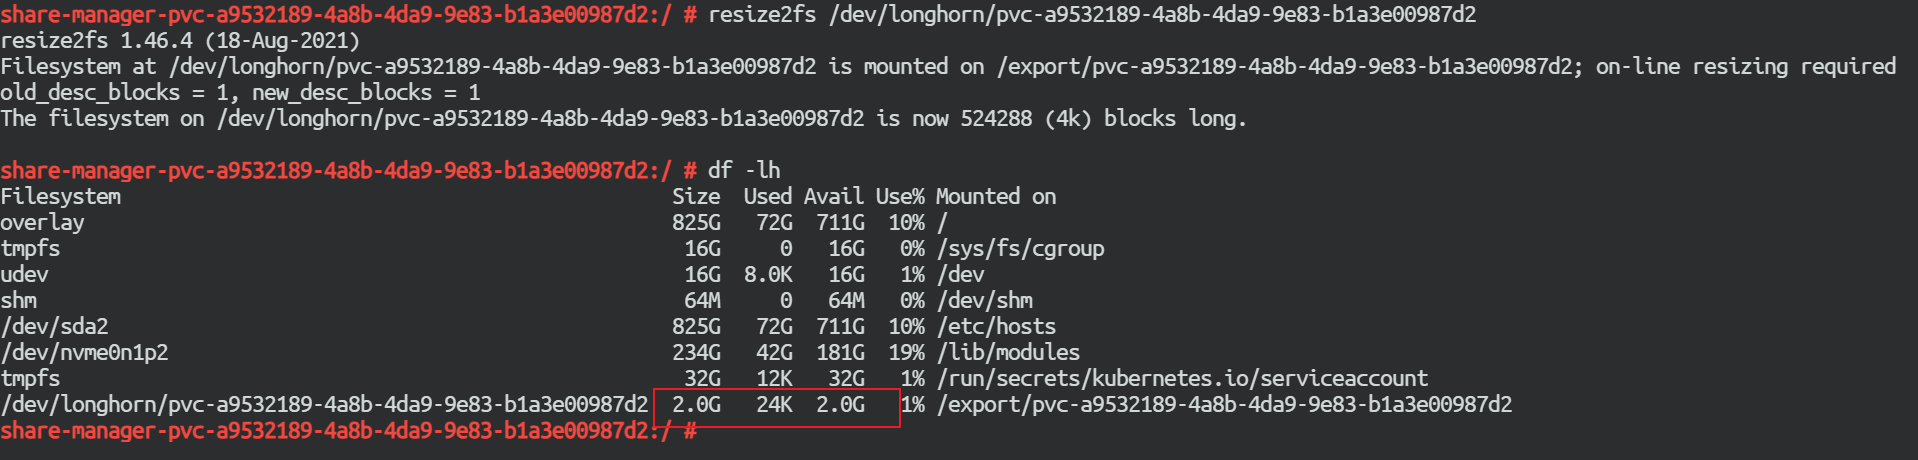 share-manager-pvc-a9532189-4a8b-4da9-9e83-b1a3e00987d2:/ # resize2fs /dev/longhorn/pvc-a9532189-4a8b-4da9-9e83-b1a3e00987d2
resize2fs 1.46.4 (18-Aug-2021)
Filesystem at /dev/longhorn/pvc-a9532189-4a8b-4da9-9e83-b1a3e00987d2 is mounted on /export/pvc-a9532189-4a8b-4da9-9e83-b1a3e00987d2; on-line resizing required
old_desc_blocks = 1, new_desc_blocks = 1
The filesystem on /dev/longhorn/pvc-a9532189-4a8b-4da9-9e83-b1a3e00987d2 is now 524288 (4k) blocks long.
share-manager-pvc-a9532189-4a8b-4da9-9e83-b1a3e00987d2:/ # df -lh
Filesystem Size Used Avail Use% Mounted on
overlay 825G 72G 711G 10% /
tmpfs 16G 0 16G 0% /sys/fs/cgroup
udev 16G 8.0K 16G 1% /dev
shm 64M 0 64M 0% /dev/shm
/dev/sda2 825G 72G 711G 10% /etc/hosts
/dev/nvme0n1p2 234G 42G 181G 19% /lib/modules
tmpfs 32G 12K 32G 1% /run/secrets/kubernetes.io/serviceaccount
/dev/longhorn/pvc-a9532189-4a8b-4da9-9e83-b1a3e00987d2 2.0G 24K 2.0G 1% /export/pvc-a9532189-4a8b-4da9-9e83-b1a3e00987d2
share-manager-pvc-a9532189-4a8b-4da9-9e83-b1a3e00987d2:/ #